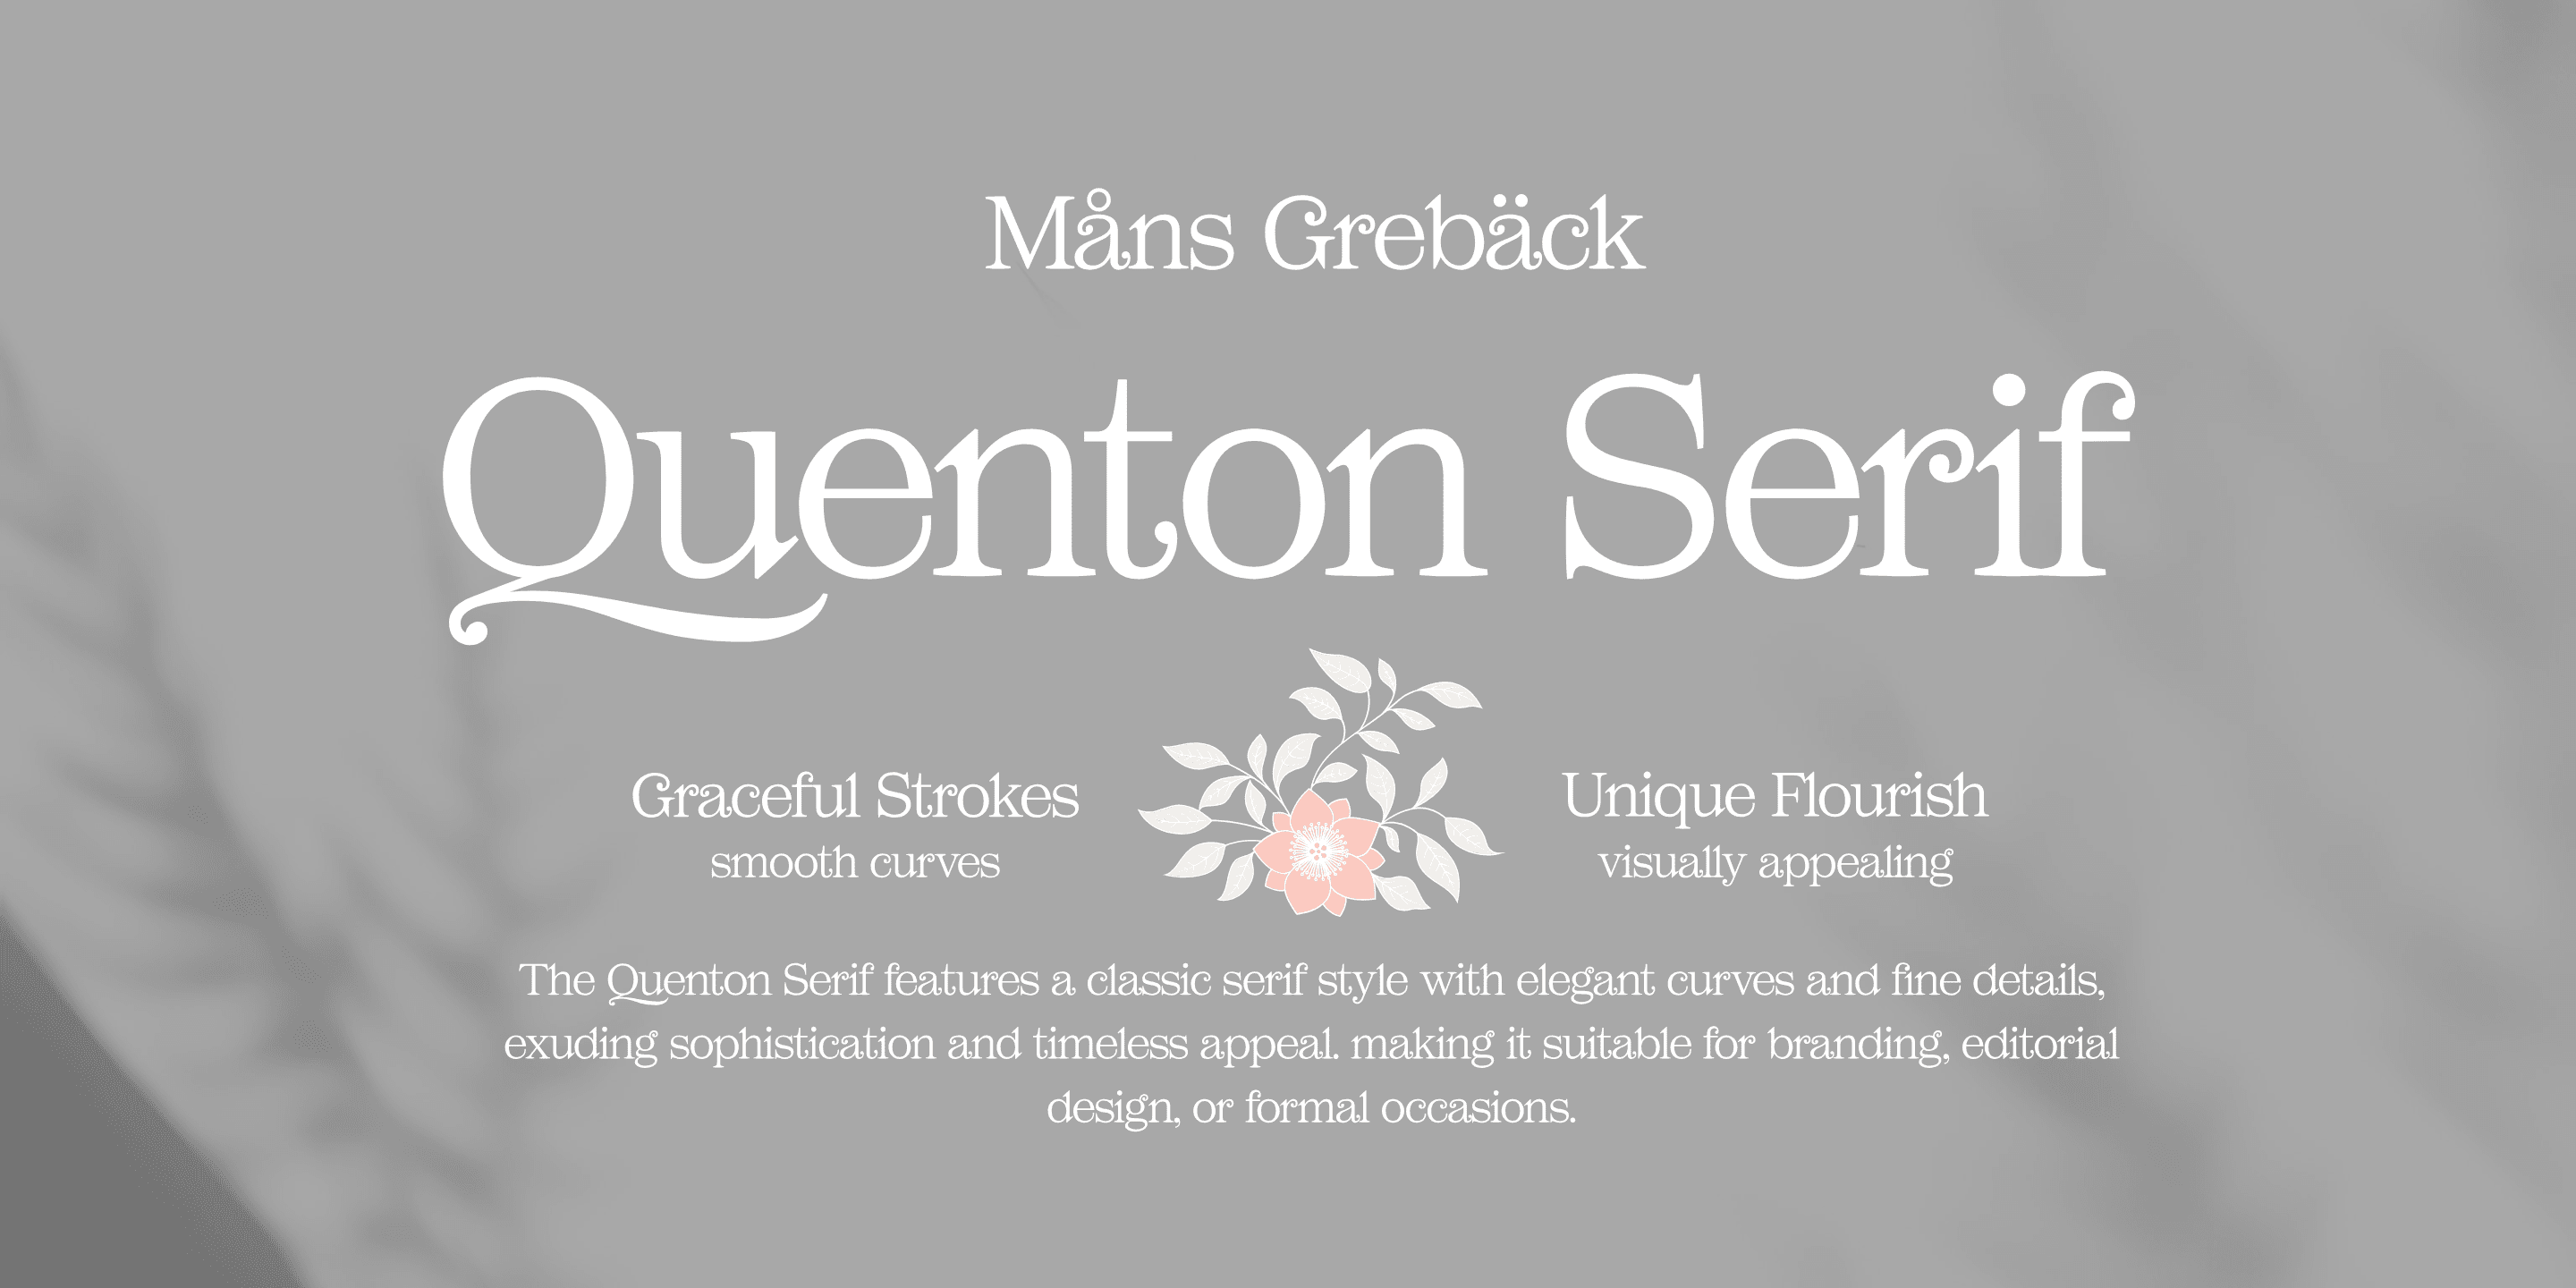 Måns Grebäck
Quenton Serif
Graceful Strokes
smooth curves
Unique Flourish
visually appealing
The Quenton Serif features a classic serif style with elegant curves and fine details,
exuding sophistication and timeless appeal. making it suitable for branding, editorial
design, or formal occasions.